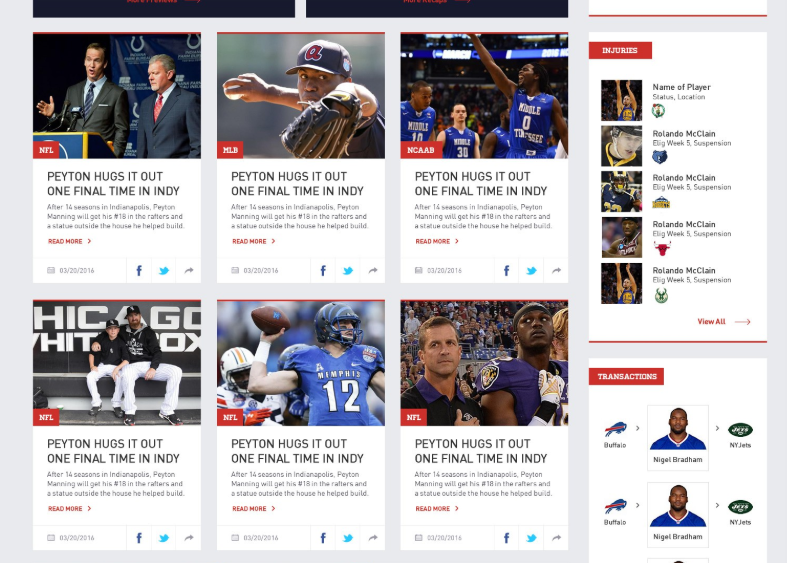 More Previews
More Recaps
NFL
PEYTON HUGS IT OUT
ONE FINAL TIME IN INDY
After 14 seasons in Indianapolis, Peyton
Manning will get his #18 in the rafters and
a statue outside the house he helped build.
READ MORE
03/20/2016
MLB
PEYTON HUGS IT OUT
ONE FINAL TIME IN INDY
After 14 seasons in Indianapolis, Peyton
Manning will get his #18 in the rafters and
a statue outside the house he helped build.
READ MORE
03/20/2016
MIDDLE
10
MIDDLE
30
MIDDLE
0
NCAAB
PEYTON HUGS IT OUT
ONE FINAL TIME IN INDY
After 14 seasons in Indianapolis, Peyton
Manning will get his #18 in the rafters and
a statue outside the house he helped build.
READ MORE
03/20/2016
HICAGO
NFL
PEYTON HUGS IT OUT
ONE FINAL TIME IN INDY
After 14 seasons in Indianapolis, Peyton
Manning will get his #18 in the rafters and
a statue outside the house he helped build.
READ MORE
03/20/2016
MEMPHIS
12
NFL
PEYTON HUGS IT OUT
ONE FINAL TIME IN INDY
After 14 seasons in Indianapolis, Peyton
Manning will get his #18 in the rafters and
a statue outside the house he helped build.
READ MORE
03/20/2016
NFL
PEYTON HUGS IT OUT
ONE FINAL TIME IN INDY
After 14 seasons in Indianapolis, Peyton
Manning will get his #18 in the rafters and
a statue outside the house he helped build.
READ MORE
03/20/2016
INJURIES
Name of Player
Status, Location
Rolando McClain
Elig Week 5, Suspension
Rolando McClain
Elig Week 5, Suspension
Rolando McClain
Elig Week 5, Suspension
Rolando McClain
Elig Week 5, Suspension
View All
TRANSACTIONS
Buffalo
Nigel Bradham
JETS
NYJets
Buffalo
Nigel Bradham
JETS
NYJets